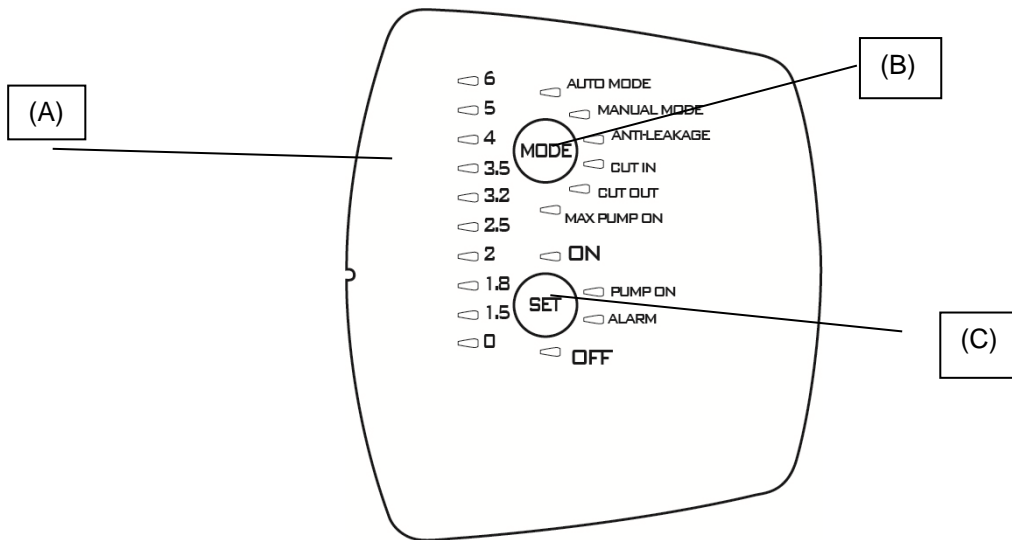 (A)
(B)
(C)
6
5
4
3.5
3.2
2.5
2
1.8
1.5
0
AUTO MODE
MANUAL MODE
ANTI-LEAKAGE
MODE
CUT IN
CUT OUT
MAX PUMP ON
ON
PUMP ON
SET
ALARM
OFF